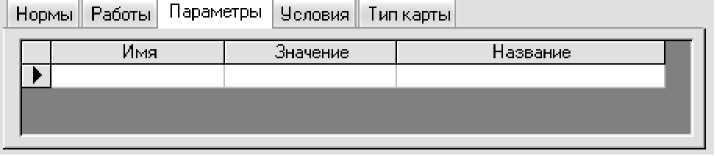 Нормы Работы Параметры Условия Тип карты
Имя Значение Название